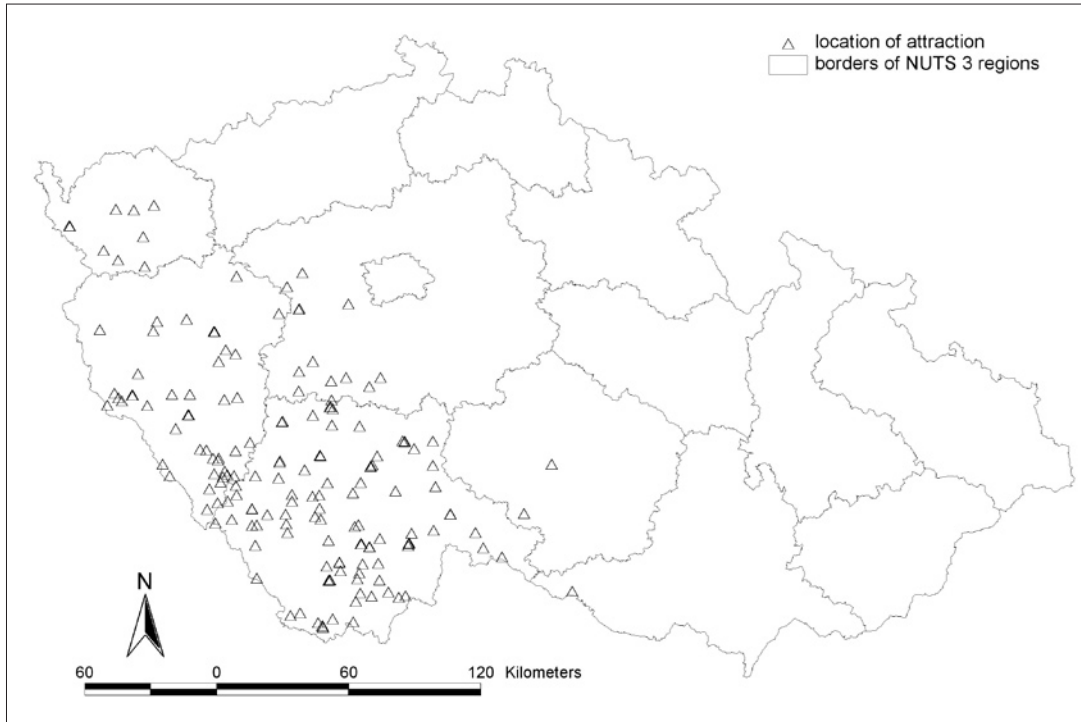 location of attraction
borders of NUTS 3 regions
N
60 0 60 120 Kilometers